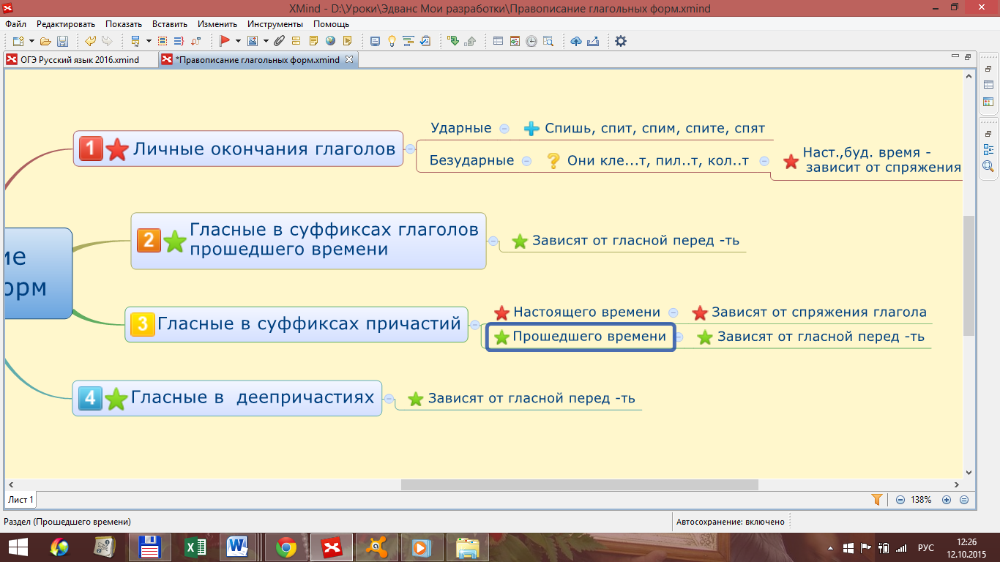 XMind - D:\Уроки\Эдванс Мои разработки\Правописание глагольных форм.xmind
Файл Редактировать Показать Вставить Изменить Инструменты Помощь
ОГЭ Русский язык 2016.xmind
*Правописание глагольных форм.xmind
1 Личные окончания глаголов
Ударные
Спишь, спит, спим, спите, спят
Безударные
? Они кле...т, пил..т, кол..т
Наст.,буд. время -
зависит от спряжения
2 Гласные в суффиксах глаголов
прошедшего времени
Зависят от гласной перед -ть
ие
орм
3 Гласные в суффиксах причастий
Настоящего времени
Зависят от спряжения глагола
Прошедшего времени
Зависят от гласной перед -ть
4 Гласные в деепричастиях
Зависят от гласной перед -ть
Лист 1
138%
Раздел (Прошедшего времени)
Автосохранение: включено
РУС
12:26
12.10.2015